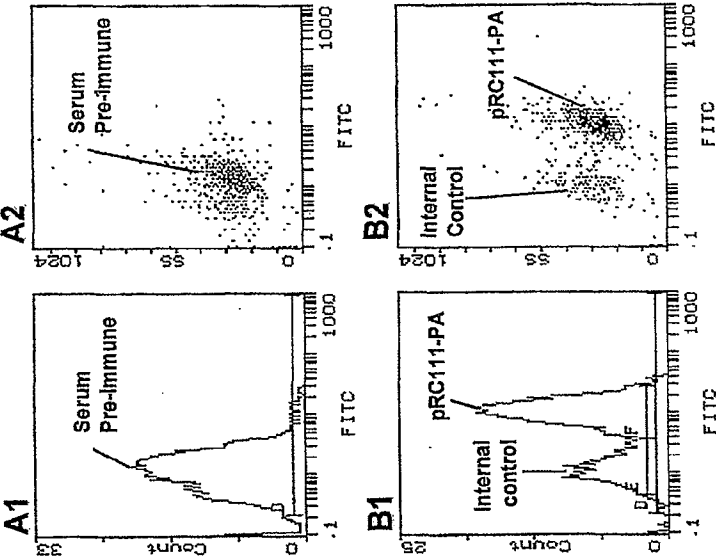 A2
Serum
Pre-Immune
1024
SS
0
.1
1000
FITC
B2
Internal
Control
pRC111-PA
1024
SS
0
.1
1000
FITC
A1
Serum
Pre-Immune
Count
0
.1
1000
FITC
B1
Internal
control
pRC111-PA
Count
0
.1
1000
FITC